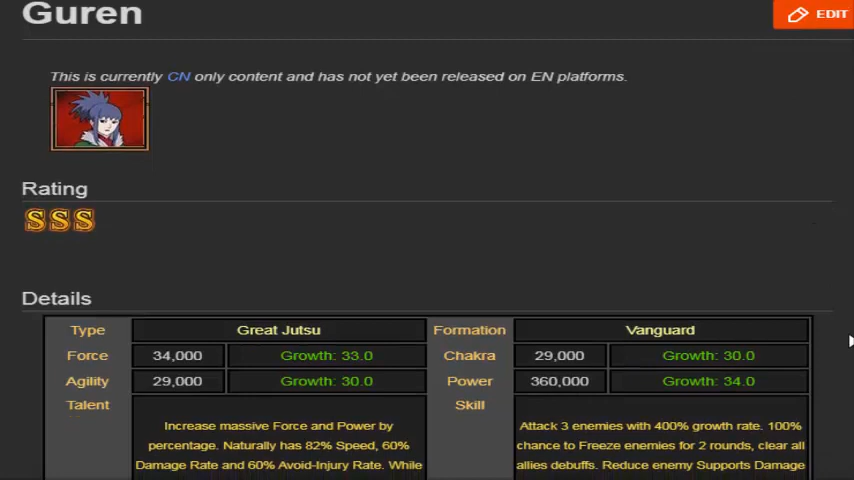 Guren
EDIT
This is currently CN only content and has not yet been released on EN platforms.
Rating
SSS
Details
Type Great Jutsu Formation Vanguard
Force 34,000 Growth: 33.0 Chakra 29,000 Growth: 30.0
Agility 29,000 Growth: 30.0 Power 360,000 Growth: 34.0
Talent Skill
Increase massive Force and Power by
percentage. Naturally has 82% Speed, 60%
Damage Rate and 60% Avoid-Injury Rate. While
Attack 3 enemies with 400% growth rate. 100%
chance to Freeze enemies for 2 rounds, clear all
allies debuffs. Reduce enemy Supports Damage